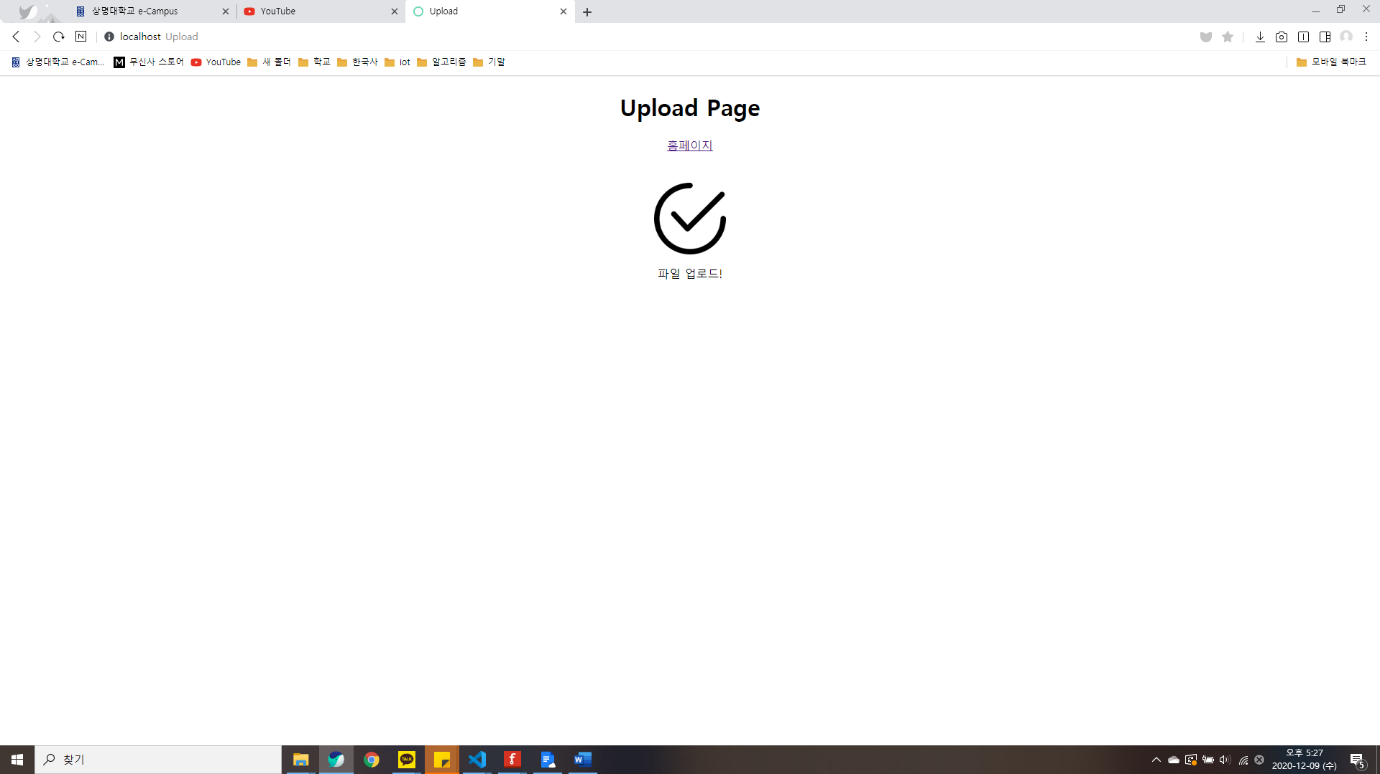 상명대학교 e-Campus
YouTube
Upload
N
localhost Upload
상명대학교 e-Cam...
M 무신사 스토어
YouTube
새 폴더
학교
한국사
iot
알고리즘
기말
모바일 북마크
Upload Page
홈페이지
파일 업로드!
찾기
TALK
W
오후 5:27
2020-12-09 (수)
5